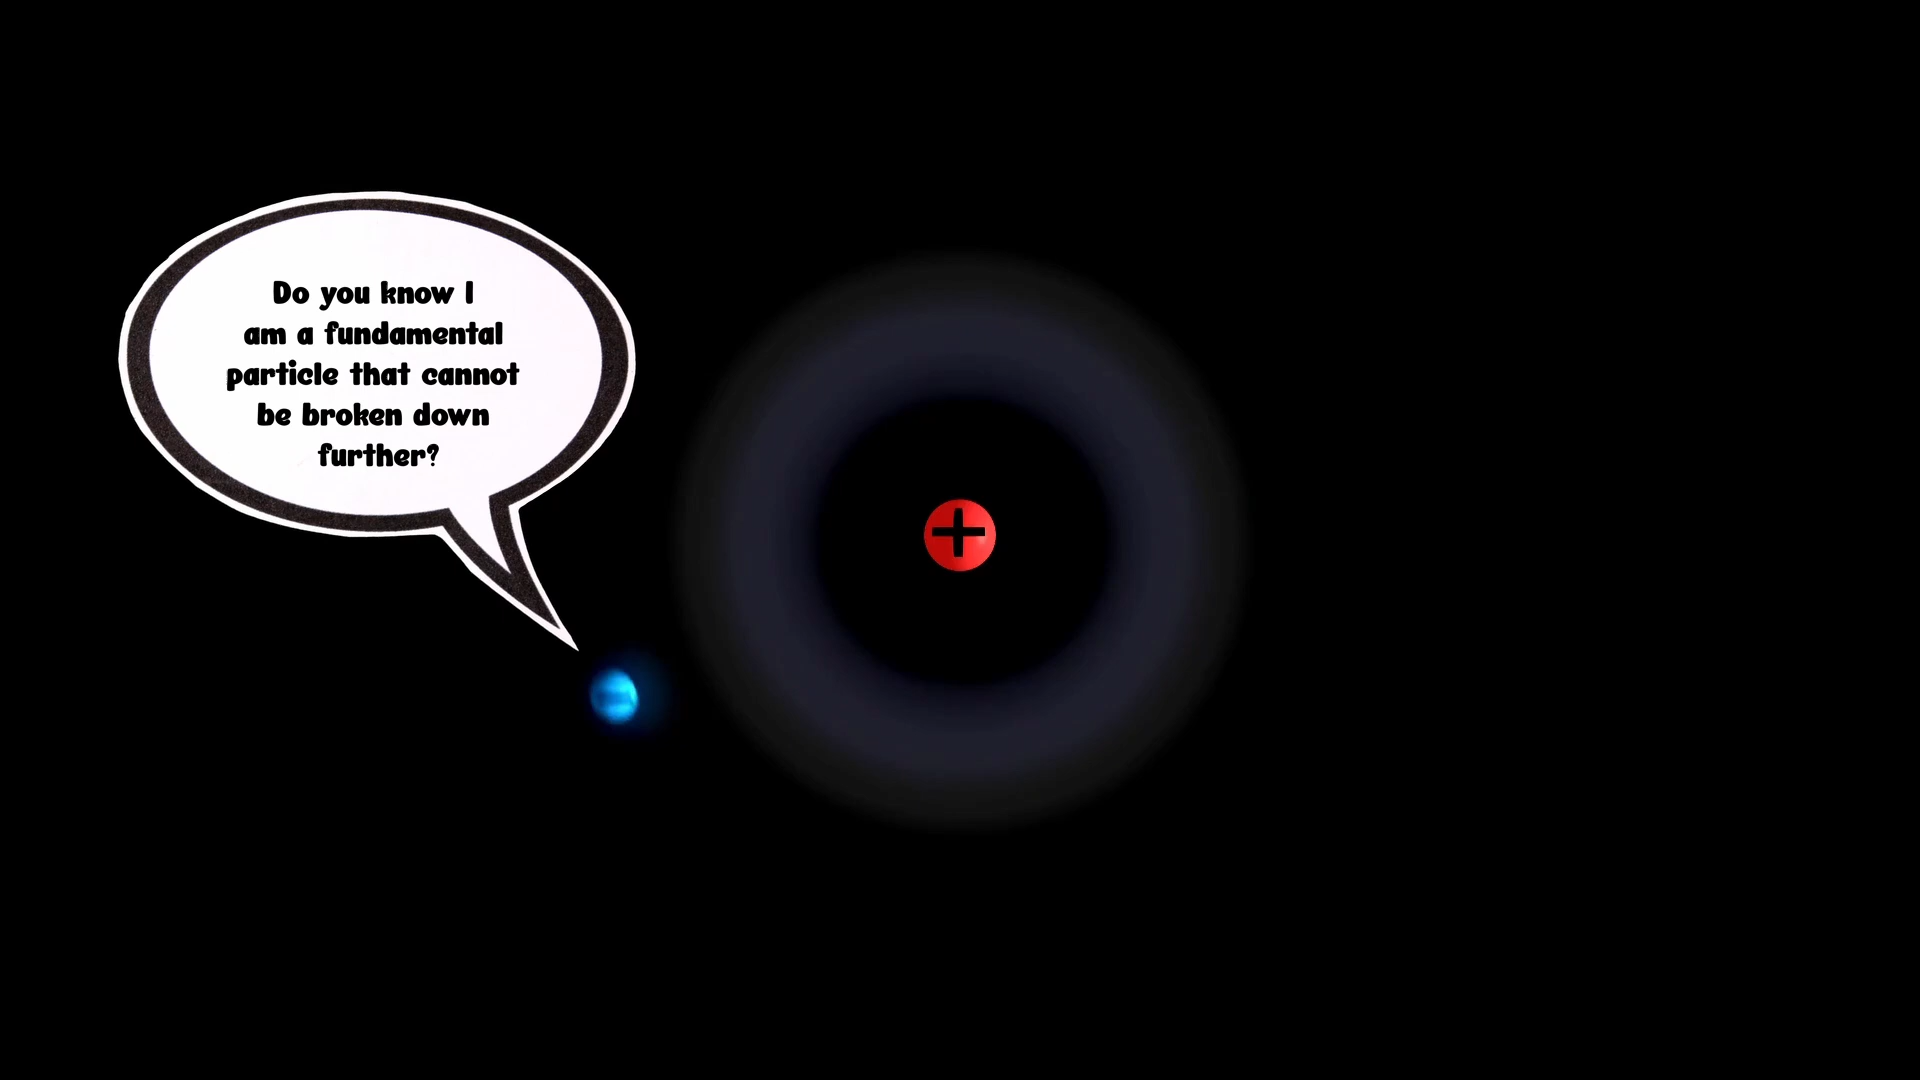 Do you know I
am a fundamental
particle that cannot
be broken down
further?
+